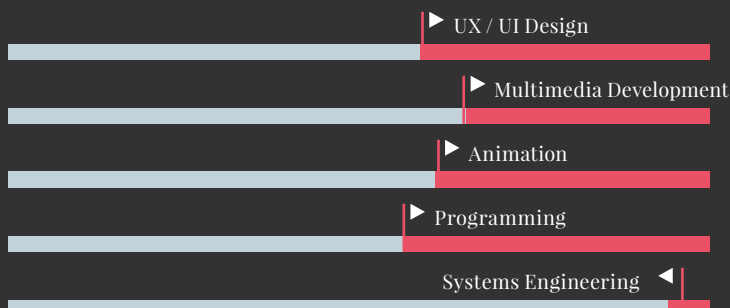 UX / UI Design
Multimedia Development
Animation
Programming
Systems Engineering